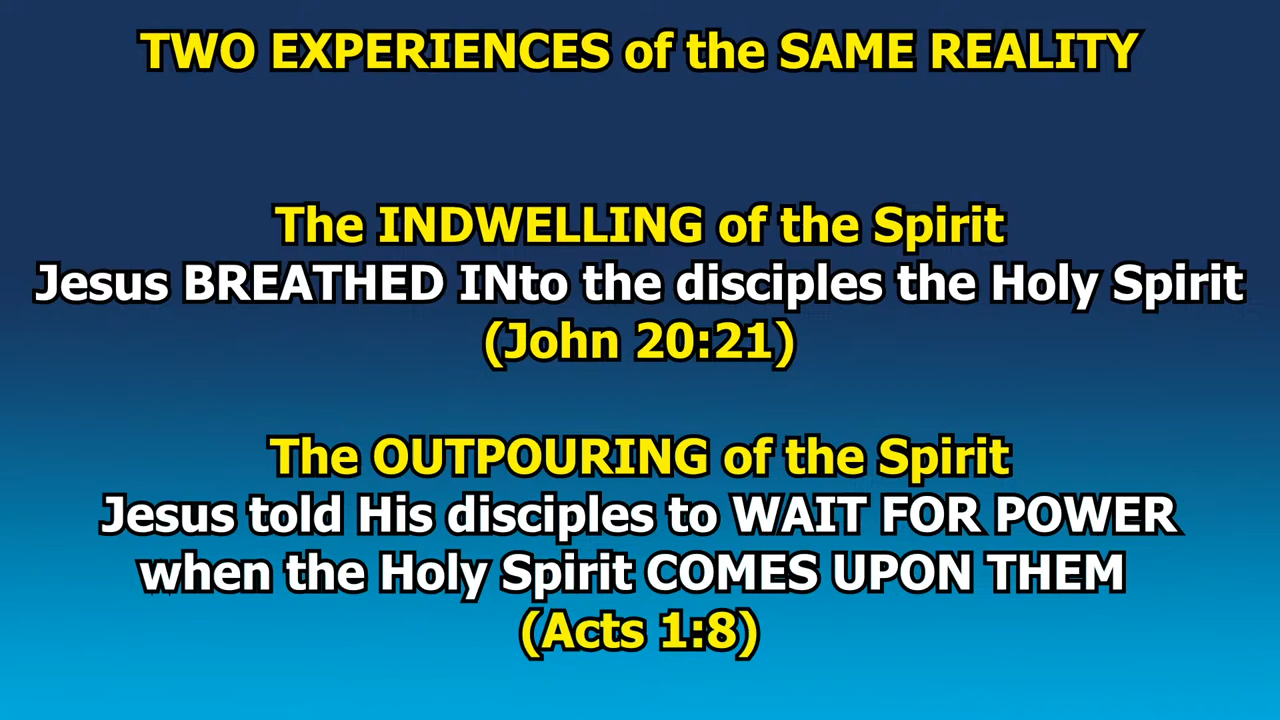 TWO EXPERIENCES of the SAME REALITY
The INDWELLING of the Spirit
Jesus BREATHED INto the disciples the Holy Spirit
(John 20:21)
The OUTPOURING of the Spirit
Jesus told His disciples to WAIT FOR POWER
when the Holy Spirit COMES UPON THEM
(Acts 1:8)